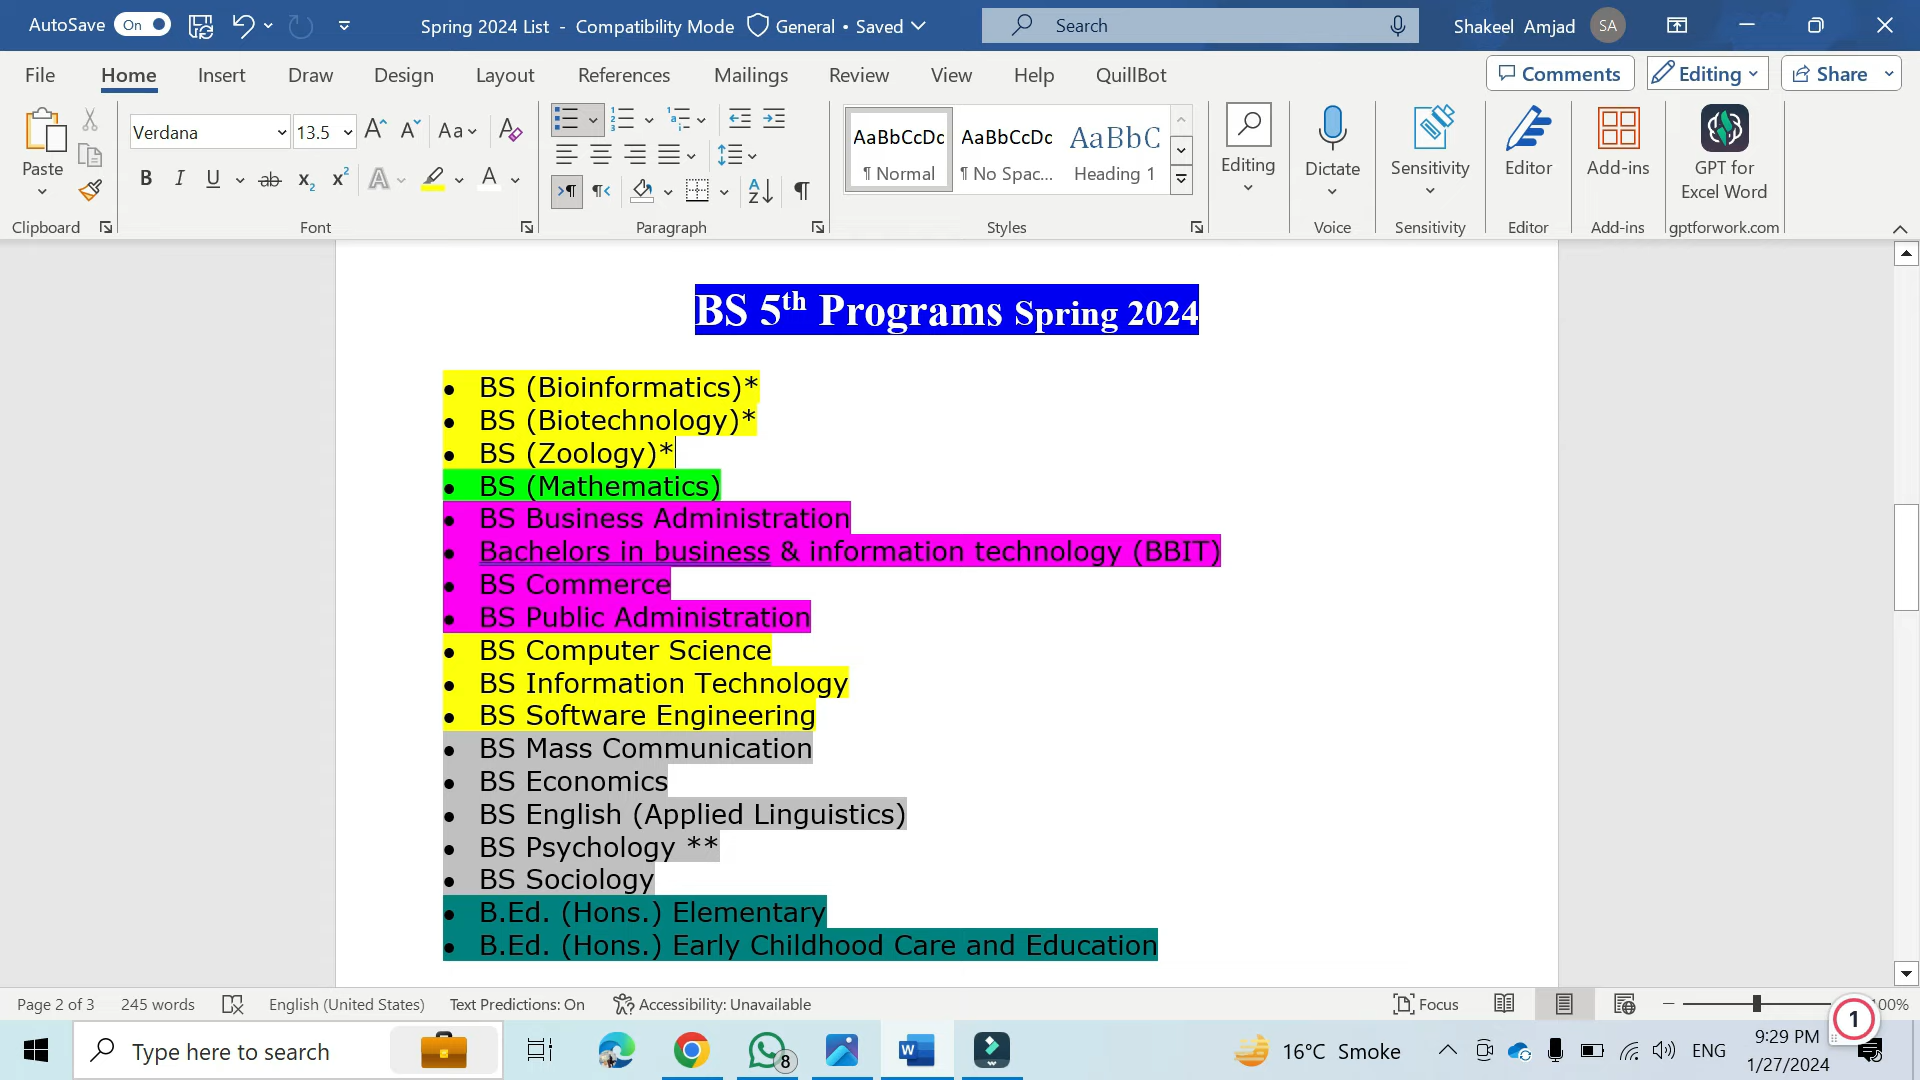 AutoSave On Spring 2024 List - Compatibility Mode General • Saved Search Shakeel Amjad SA
File Home Insert Draw Design Layout References Mailings Review View Help QuillBot Comments Editing Share
Paste Verdana 13.5 Aa AaBbCcDc AaBbCcDc AaBbC
¶ Normal ¶ No Spac... Heading 1
Editing Dictate Sensitivity Editor Add-ins GPT for
Excel Word
B I U ab x2 x2 A A
Clipboard Font Paragraph Styles Voice Sensitivity Editor Add-ins gptforwork.com
BS 5th Programs Spring 2024
• BS (Bioinformatics)*
• BS (Biotechnology)*
• BS (Zoology)*
• BS (Mathematics)
• BS Business Administration
• Bachelors in business & information technology (BBIT)
• BS Commerce
• BS Public Administration
• BS Computer Science
• BS Information Technology
• BS Software Engineering
• BS Mass Communication
• BS Economics
• BS English (Applied Linguistics)
• BS Psychology **
• BS Sociology
• B.Ed. (Hons.) Elementary
• B.Ed. (Hons.) Early Childhood Care and Education
Page 2 of 3 245 words English (United States) Text Predictions: On Accessibility: Unavailable Focus 00%
1
Type here to search 8 16°C Smoke ENG 9:29 PM
1/27/2024